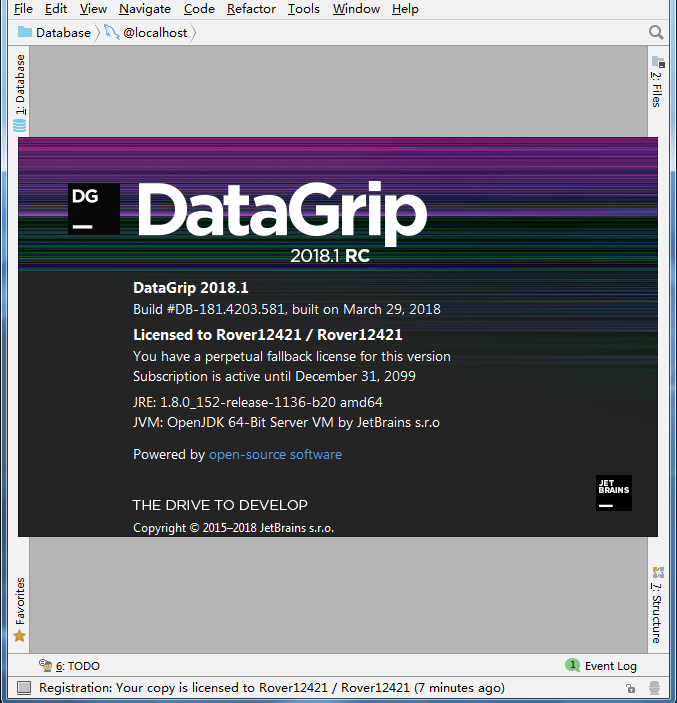 File Edit View Navigate Code Refactor Tools Window Help
Database @localhost
1: Database
2: Files
DG
DataGrip
2018.1 RC
DataGrip 2018.1
Build #DB-181.4203.581, built on March 29, 2018
Licensed to Rover12421 / Rover12421
You have a perpetual fallback license for this version
Subscription is active until December 31, 2099
JRE: 1.8.0_152-release-1136-b20 amd64
JVM: OpenJDK 64-Bit Server VM by JetBrains s.r.o
Powered by open-source software
JET
BRAINS
THE DRIVE TO DEVELOP
Copyright © 2015–2018 JetBrains s.r.o.
Favorites
7: Structure
6: TODO
1 Event Log
Registration: Your copy is licensed to Rover12421 / Rover12421 (7 minutes ago)